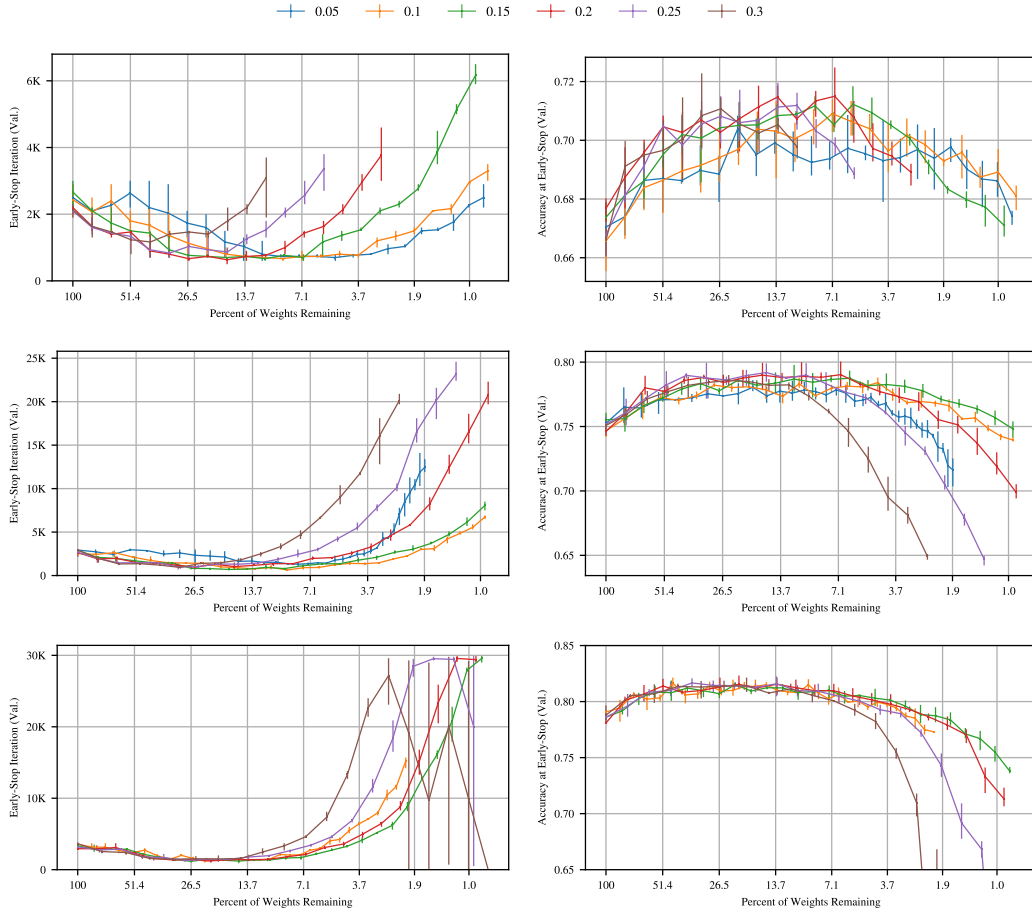 0.05 0.1 0.15 0.2 0.25 0.3
Early-Stop Iteration (Val.)
6K
4K
2K
0
100 51.4 26.5 13.7 7.1 3.7 1.9 1.0
Percent of Weights Remaining
Accuracy at Early-Stop (Val.)
0.72
0.70
0.68
0.66
100 51.4 26.5 13.7 7.1 3.7 1.9 1.0
Percent of Weights Remaining
Early-Stop Iteration (Val.)
25K
20K
15K
10K
5K
0
100 51.4 26.5 13.7 7.1 3.7 1.9 1.0
Percent of Weights Remaining
Accuracy at Early-Stop (Val.)
0.80
0.75
0.70
0.65
100 51.4 26.5 13.7 7.1 3.7 1.9 1.0
Percent of Weights Remaining
Early-Stop Iteration (Val.)
30K
20K
10K
0
100 51.4 26.5 13.7 7.1 3.7 1.9 1.0
Percent of Weights Remaining
Accuracy at Early-Stop (Val.)
0.85
0.80
0.75
0.70
0.65
100 51.4 26.5 13.7 7.1 3.7 1.9 1.0
Percent of Weights Remaining